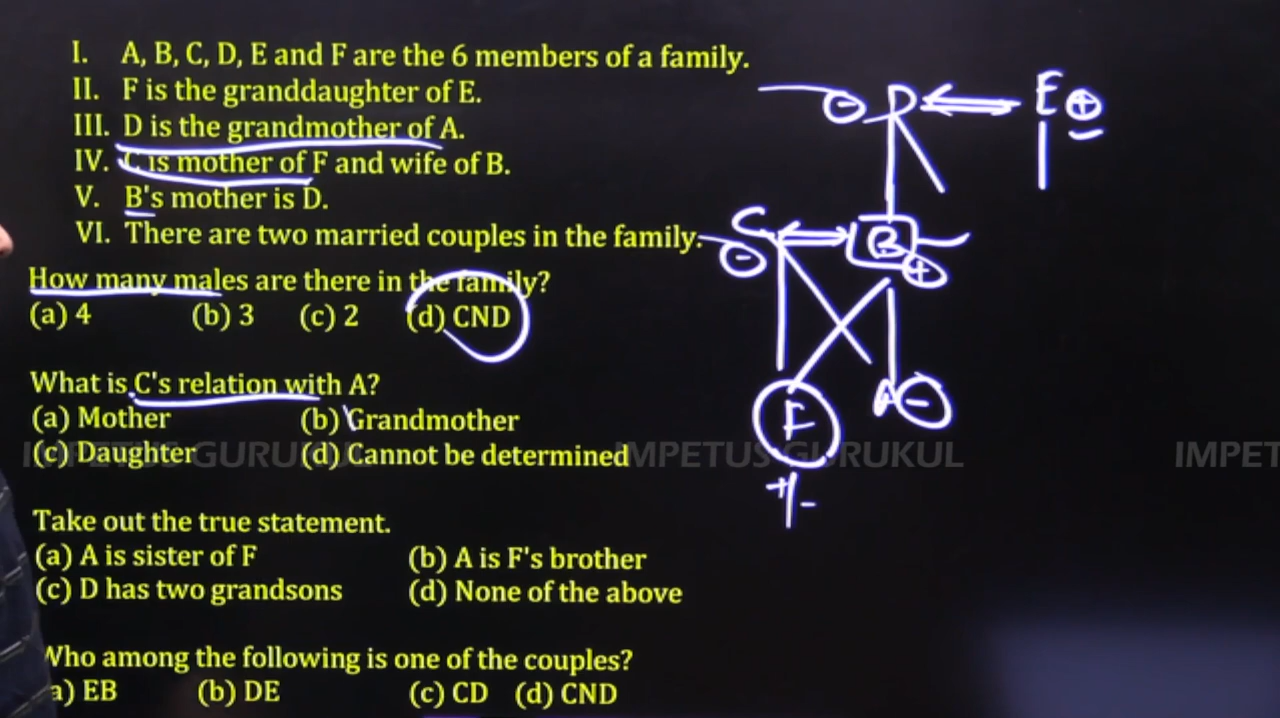 I. A, B, C, D, E and F are the 6 members of a family.
II. F is the granddaughter of E.
III. D is the grandmother of A.
IV. C is mother of F and wife of B.
V. B's mother is D.
VI. There are two married couples in the family.
How many males are there in the family?
(a) 4 (b) 3 (c) 2 (d) CND
What is C's relation with A?
(a) Mother (b) Grandmother
(c) Daughter (d) Cannot be determined
IMPETUS GURUKUL IMPETUS GURUKUL IMPET
Take out the true statement.
(a) A is sister of F (b) A is F's brother
(c) D has two grandsons (d) None of the above
Who among the following is one of the couples?
a) EB (b) DE (c) CD (d) CND
- D E +
C - B +
F A -
+/-